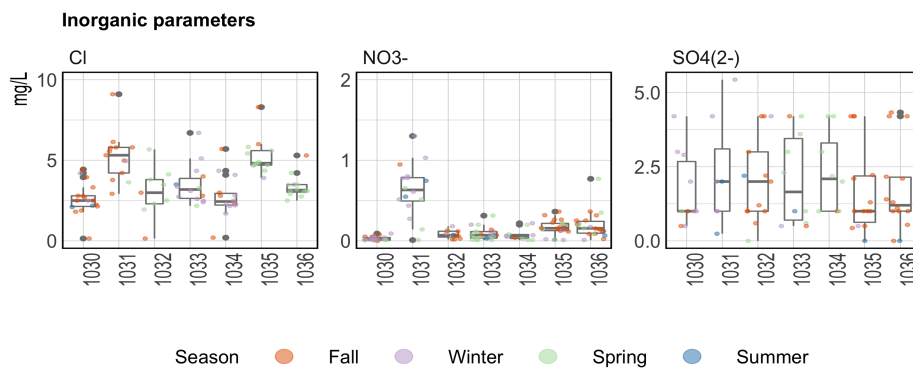 Inorganic parameters
Cl NO3- SO4(2-)
mg/L
10 2
5.0
5 1
2.5
0 0 0.0
1030 1031 1032 1033 1034 1035 1036 1030 1031 1032 1033 1034 1035 1036 1030 1031 1032 1033 1034 1035 1036
Season Fall Winter Spring Summer